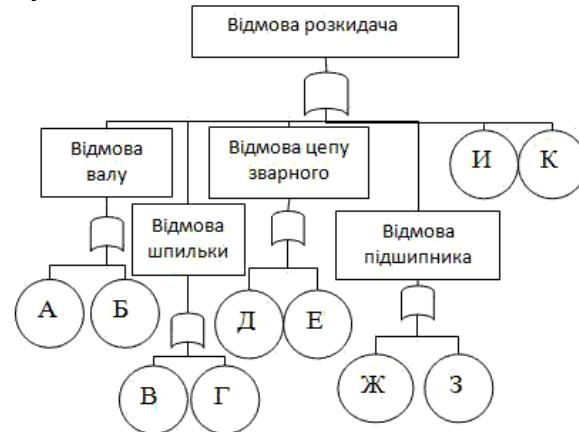 Відмова розкидача
Відмова
валу
Відмова цепу
зварного
И
К
Відмова
шпильки
Відмова
підшипника
А
Б
Д
Е
В
Г
Ж
З